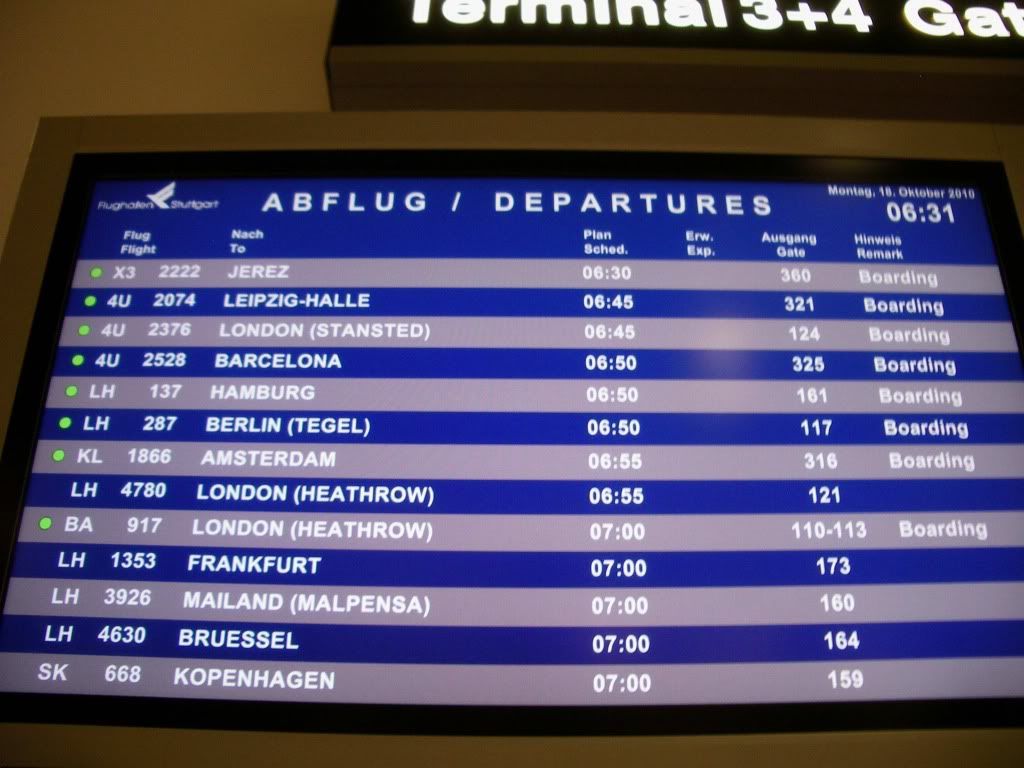 Terminal 3+4 Gat
Flughafen Stuttgart
ABFLUG / DEPARTURES
Montag, 18. Oktober 2010
06:31
Flug Nach Plan Erw. Ausgang Hinweis
Flight To Sched. Exp. Gate Remark
X3 2222 JEREZ 06:30 360 Boarding
4U 2074 LEIPZIG-HALLE 06:45 321 Boarding
4U 2376 LONDON (STANSTED) 06:45 124 Boarding
4U 2528 BARCELONA 06:50 325 Boarding
LH 137 HAMBURG 06:50 161 Boarding
LH 287 BERLIN (TEGEL) 06:50 117 Boarding
KL 1866 AMSTERDAM 06:55 316 Boarding
LH 4780 LONDON (HEATHROW) 06:55 121
BA 917 LONDON (HEATHROW) 07:00 110-113 Boarding
LH 1353 FRANKFURT 07:00 173
LH 3926 MAILAND (MALPENSA) 07:00 160
LH 4630 BRUESSEL 07:00 164
SK 668 KOPENHAGEN 07:00 159